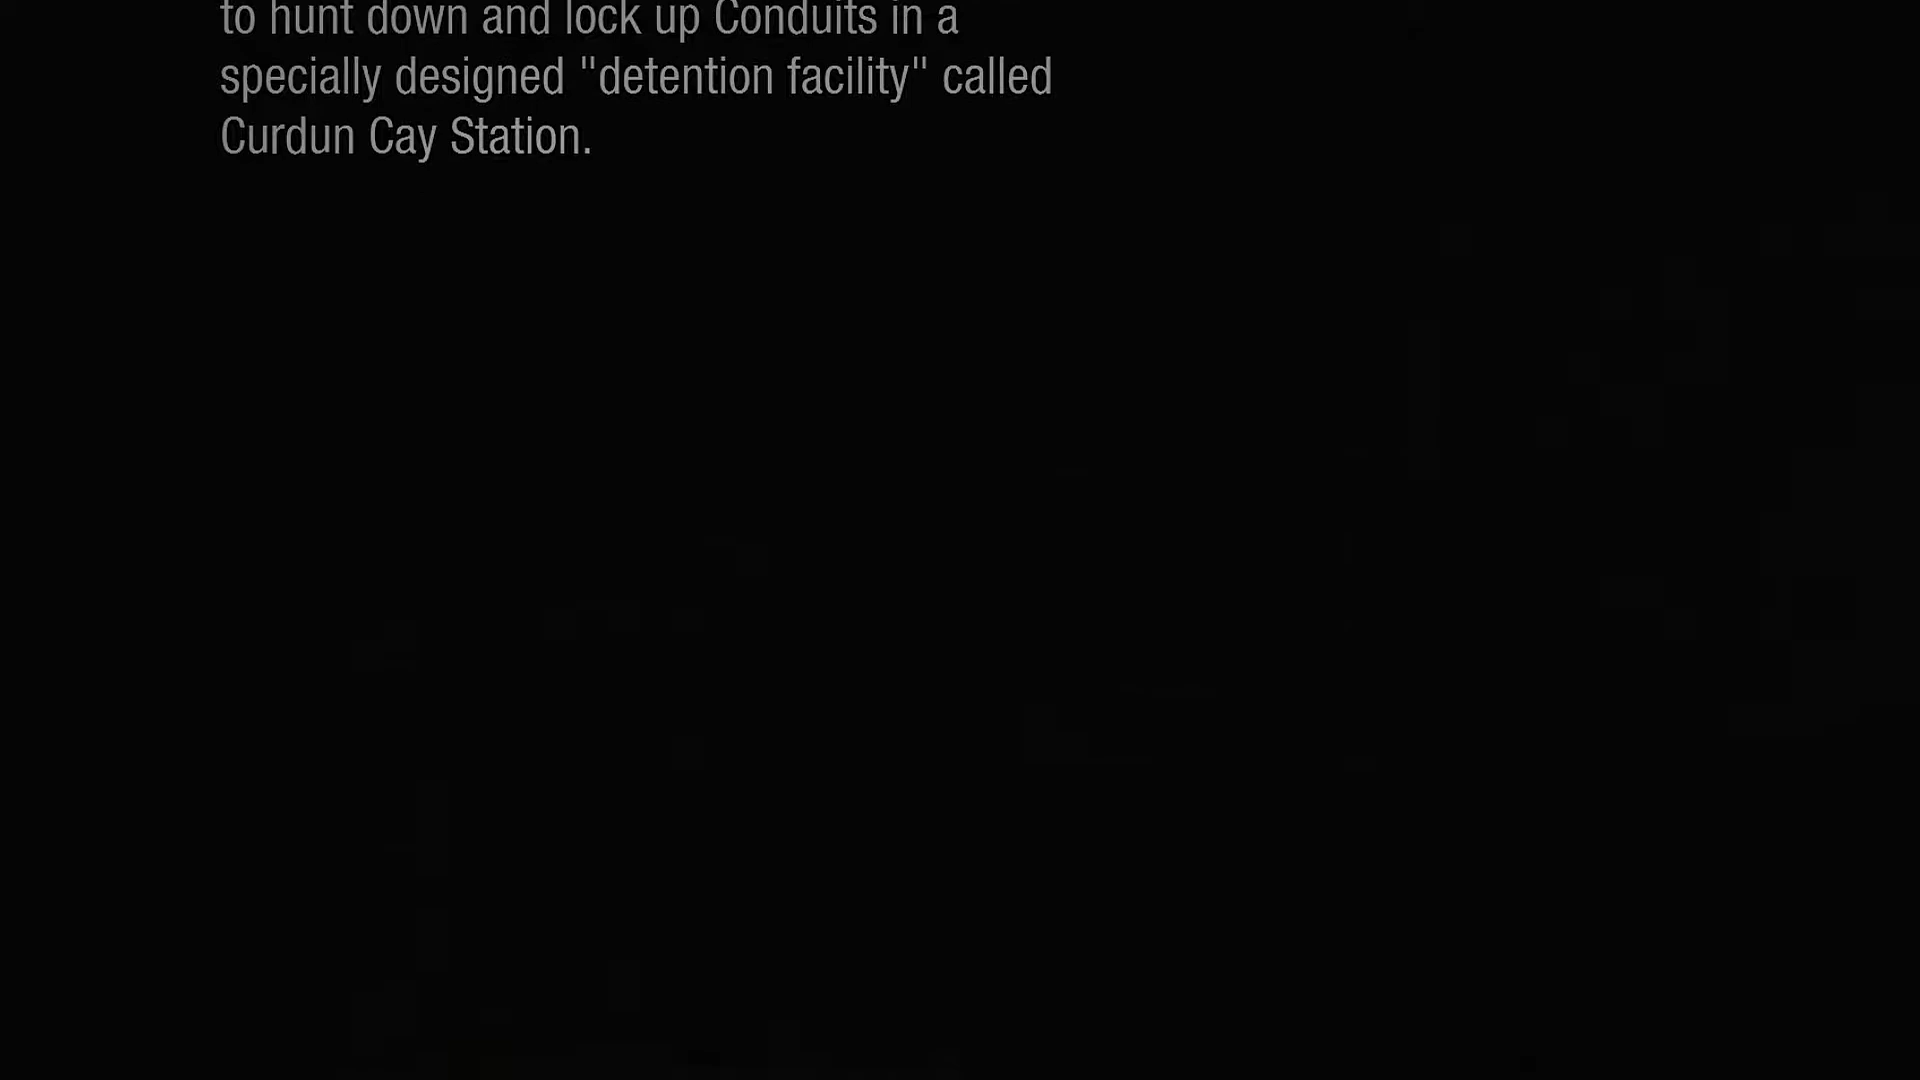 to hunt down and lock up Conduits in a
specially designed "detention facility" called
Curdun Cay Station.